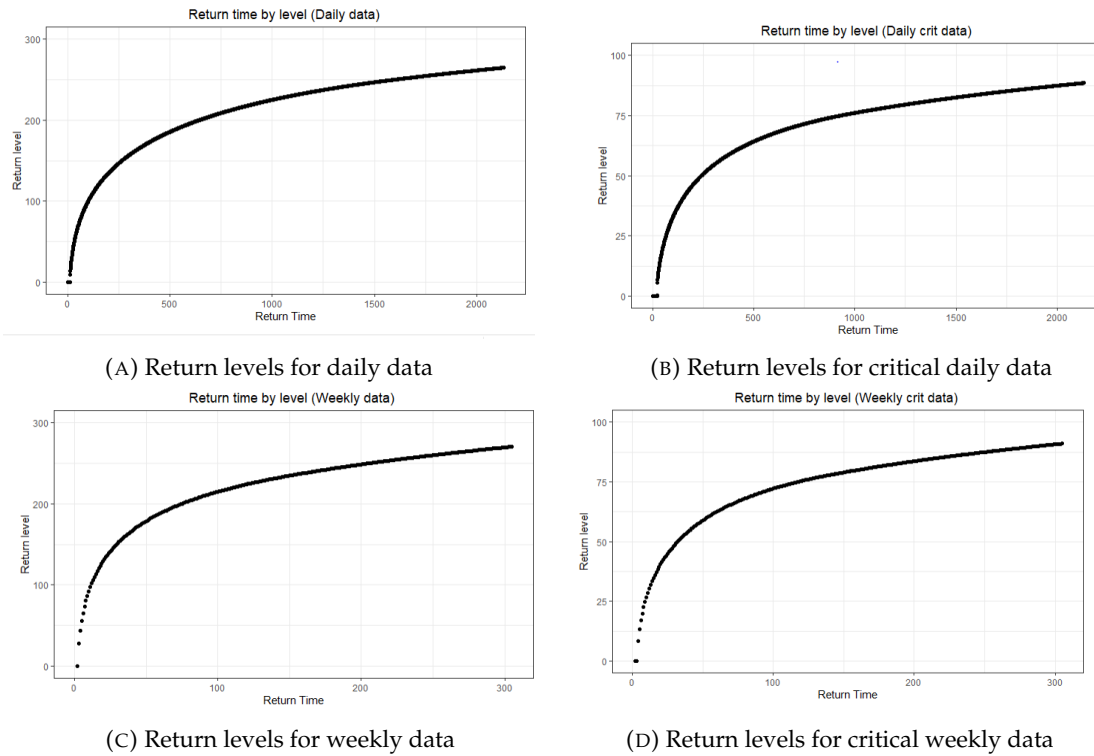 Return time by level (Daily data)
300
200
100
0
Return level
0 500 1000 1500 2000
Return Time
(A) Return levels for daily data
Return time by level (Daily crit data)
100
75
50
25
0
Return level
0 500 1000 1500 2000
Return Time
(B) Return levels for critical daily data
Return time by level (Weekly data)
300
200
100
0
Return level
0 100 200 300
Return Time
(C) Return levels for weekly data
Return time by level (Weekly crit data)
100
75
50
25
0
Return level
0 100 200 300
Return Time
(D) Return levels for critical weekly data